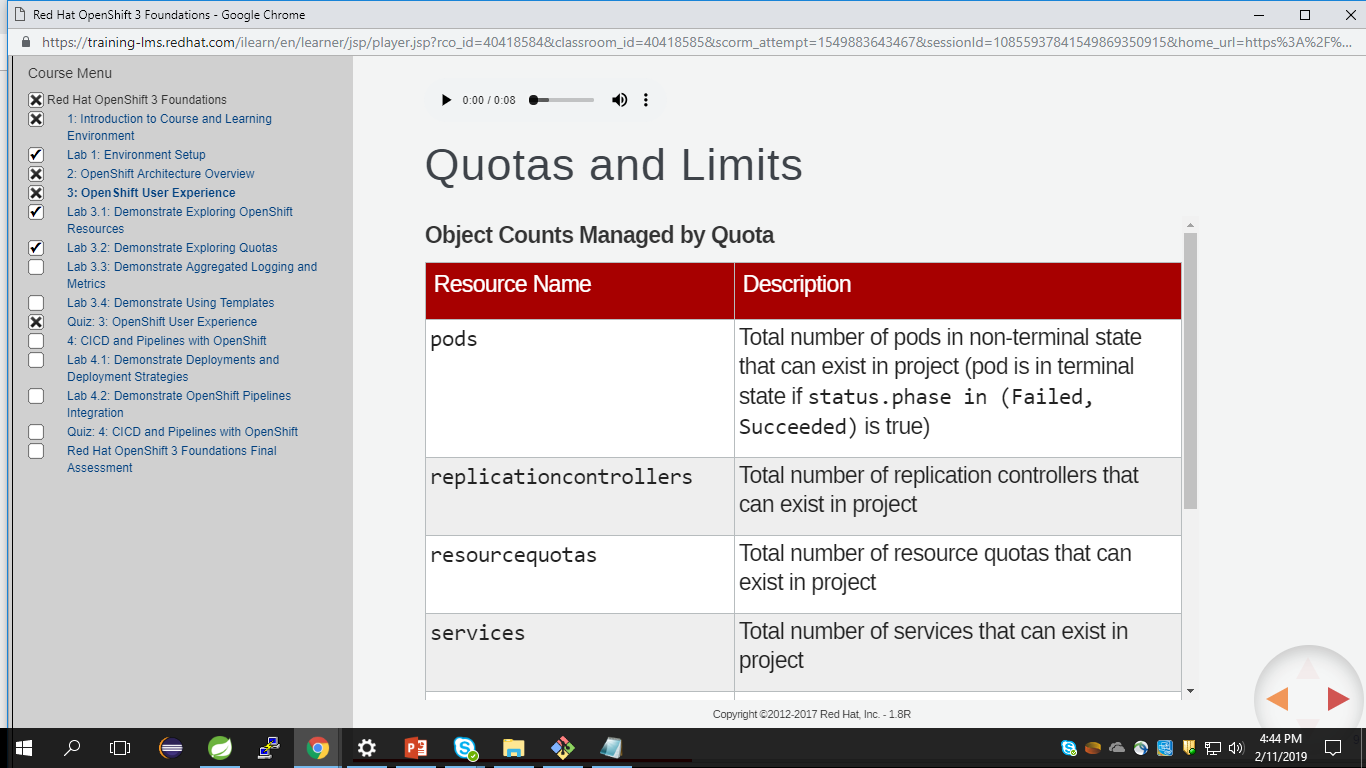 Red Hat OpenShift 3 Foundations - Google Chrome
https://training-lms.redhat.com/ilearn/en/learner/jsp/player.jsp?rco_id=40418584&classroom_id=40418585&scorm_attempt=1549883643467&sessionId=10855937841549869350915&home_url=https%3A%2F%...
Course Menu
Red Hat OpenShift 3 Foundations
1: Introduction to Course and Learning
Environment
Lab 1: Environment Setup
2: OpenShift Architecture Overview
3: OpenShift User Experience
Lab 3.1: Demonstrate Exploring OpenShift
Resources
Lab 3.2: Demonstrate Exploring Quotas
Lab 3.3: Demonstrate Aggregated Logging and
Metrics
Lab 3.4: Demonstrate Using Templates
Quiz: 3: OpenShift User Experience
4: CICD and Pipelines with OpenShift
Lab 4.1: Demonstrate Deployments and
Deployment Strategies
Lab 4.2: Demonstrate OpenShift Pipelines
Integration
Quiz: 4: CICD and Pipelines with OpenShift
Red Hat OpenShift 3 Foundations Final
Assessment
0:00 / 0:08
Quotas and Limits
Object Counts Managed by Quota
Resource Name
Description
pods
Total number of pods in non-terminal state
that can exist in project (pod is in terminal
state if status.phase in (Failed,
Succeeded) is true)
replicationcontrollers
Total number of replication controllers that
can exist in project
resourcequotas
Total number of resource quotas that can
exist in project
services
Total number of services that can exist in
project
Copyright ©2012-2017 Red Hat, Inc. - 1.8R
4:44 PM
2/11/2019